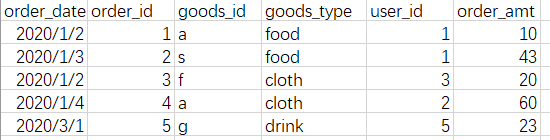 order_date order_id goods_id goods_type user_id order_amt
2020/1/2 1 a food 1 10
2020/1/3 2 s food 1 43
2020/1/2 3 f cloth 3 20
2020/1/4 4 a cloth 2 60
2020/3/1 5 g drink 5 23